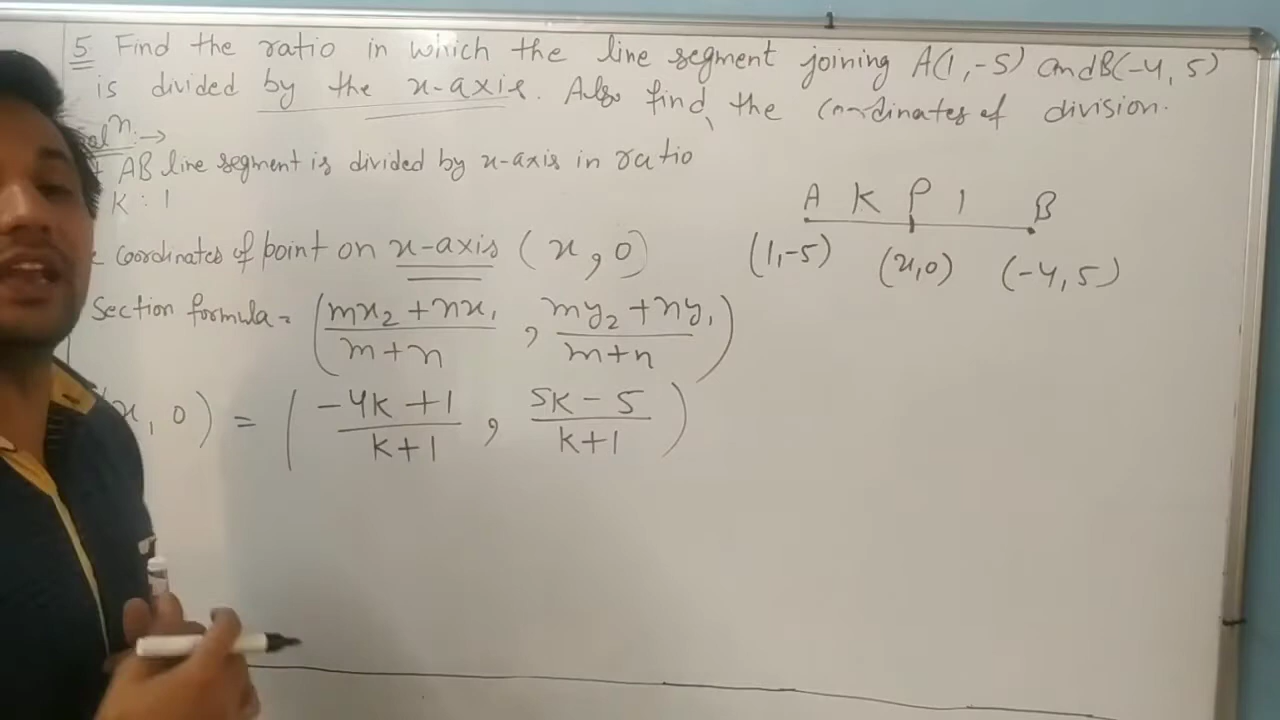 5 Find the ratio in which the line segment joining A(1,-5) and B(-4,5)
is divided by the x-axis. Also find, the coordinates of division.
Solⁿ:→
AB line segment is divided by x-axis in ratio
K : 1
coordinates of point on x-axis (x, 0)
Section formula = (mx₂+nx₁/m+n , my₂+ny₁/m+n)
(x, 0) = (-4k+1/k+1 , 5k-5/k+1)
A K P 1 B
(1,-5) (x,0) (-4,5)